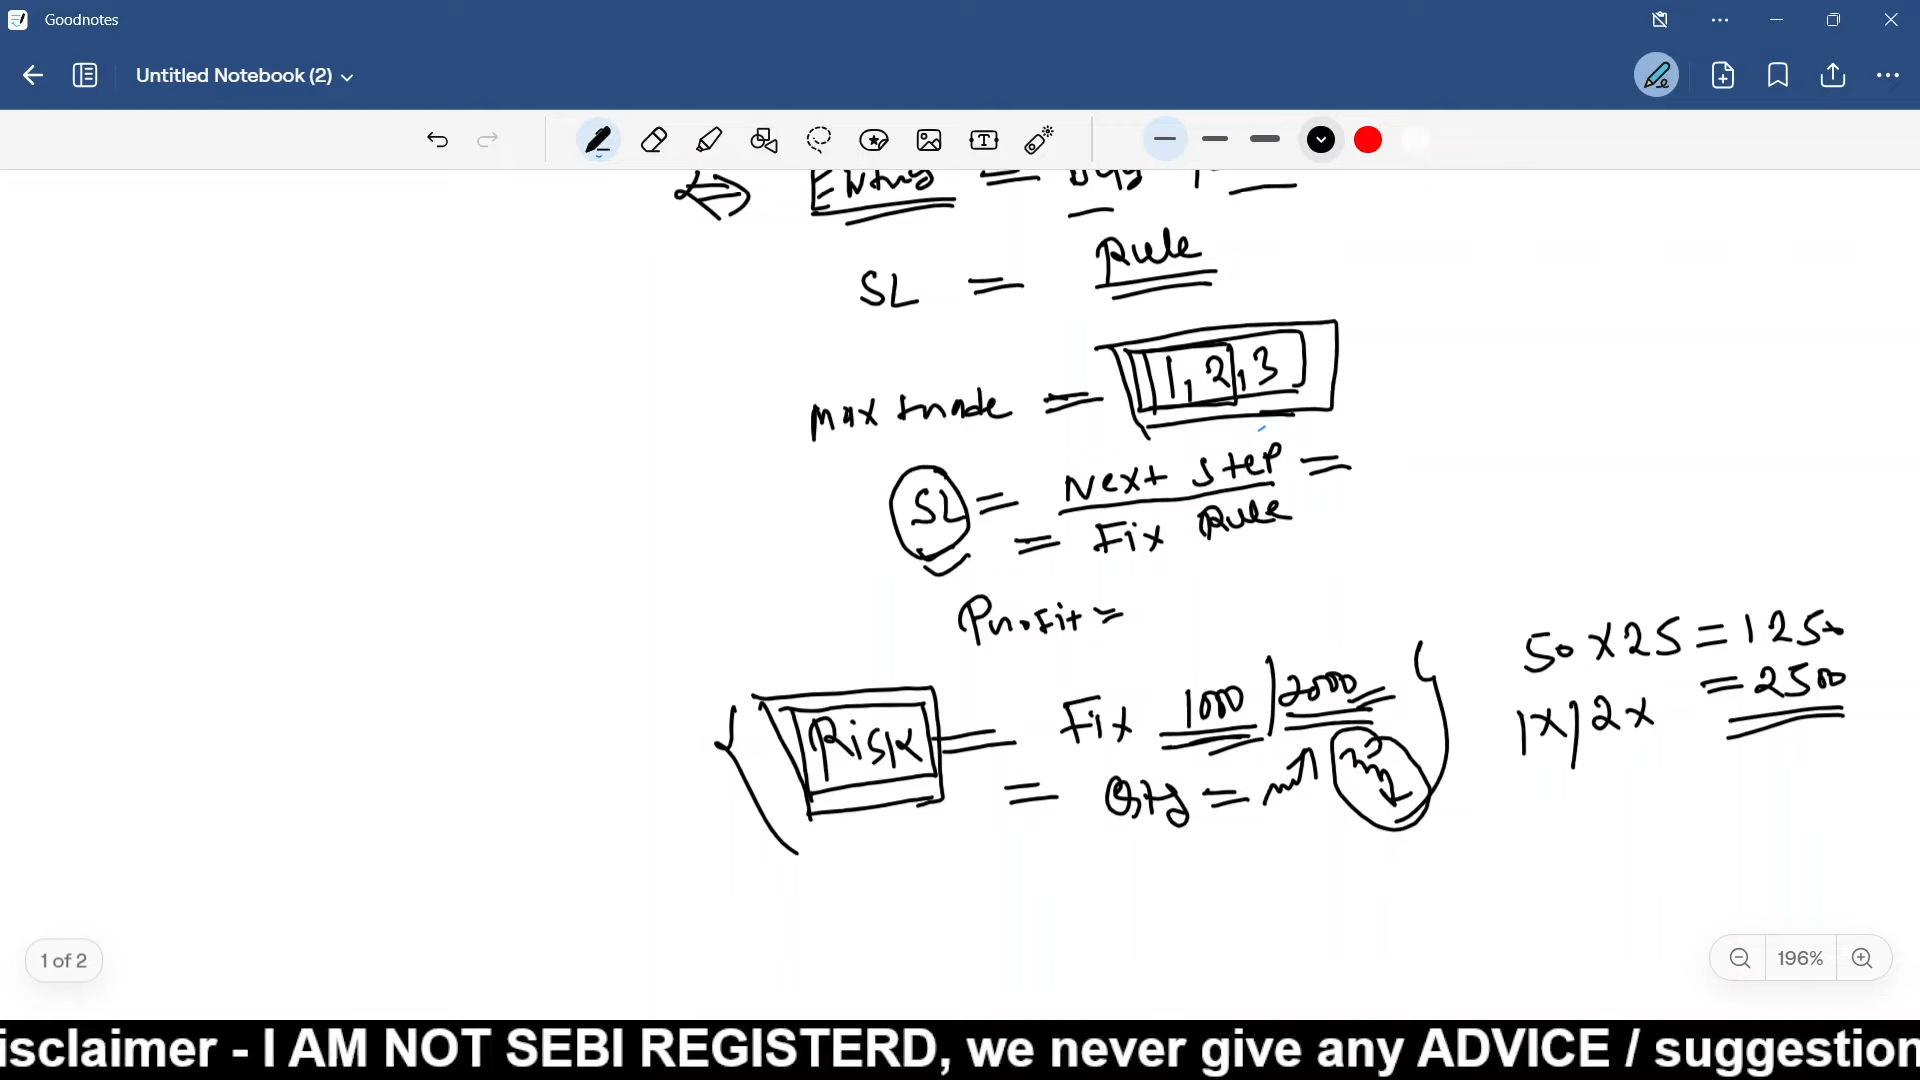 Goodnotes
Untitled Notebook (2)
Entry =
SL = Rule
max trade = 1, 2, 3
SL = Next Step =
= Fix Rule
Profit =
50 x 25 = 1250
= 2500
1x / 2x
Risk = Fix 1000 / 2000
= Qty =
1 of 2
196%
isclaimer - I AM NOT SEBI REGISTERD, we never give any ADVICE / suggestion